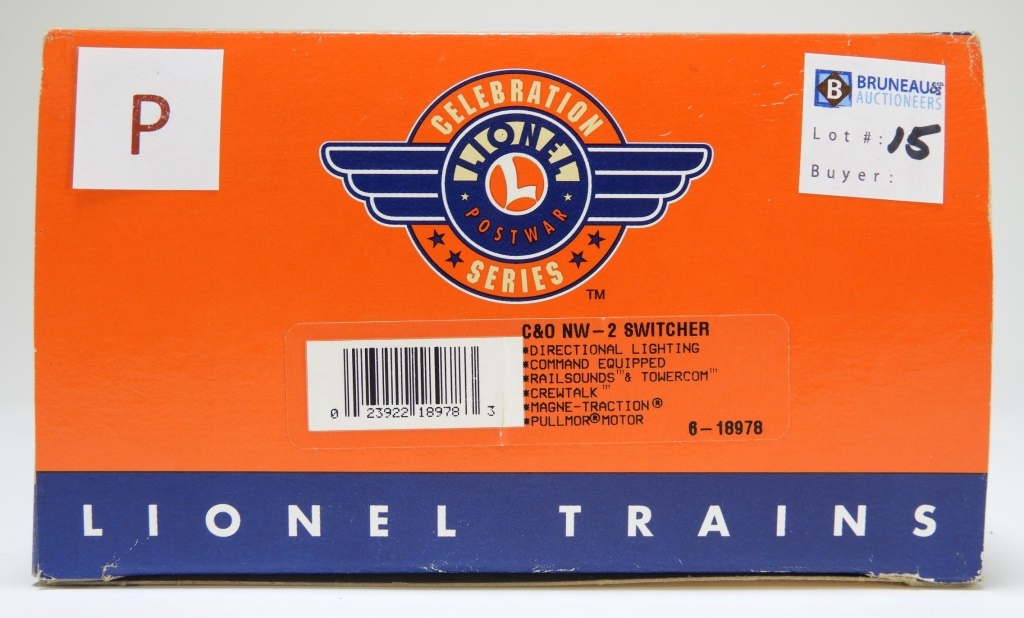 P
CELEBRATION
LIONEL
L
POSTWAR
SERIES
TM
B BRUNEAU&CO.
AUCTIONEERS
Lot #: 15
Buyer:
C&O NW-2 SWITCHER
*DIRECTIONAL LIGHTING
*COMMAND EQUIPPED
*RAILSOUNDS™ & TOWERCOM™
*CREWTALK™
*MAGNE-TRACTION®
*PULLMOR® MOTOR
0 23922 18978 3
6-18978
LIONEL TRAINS